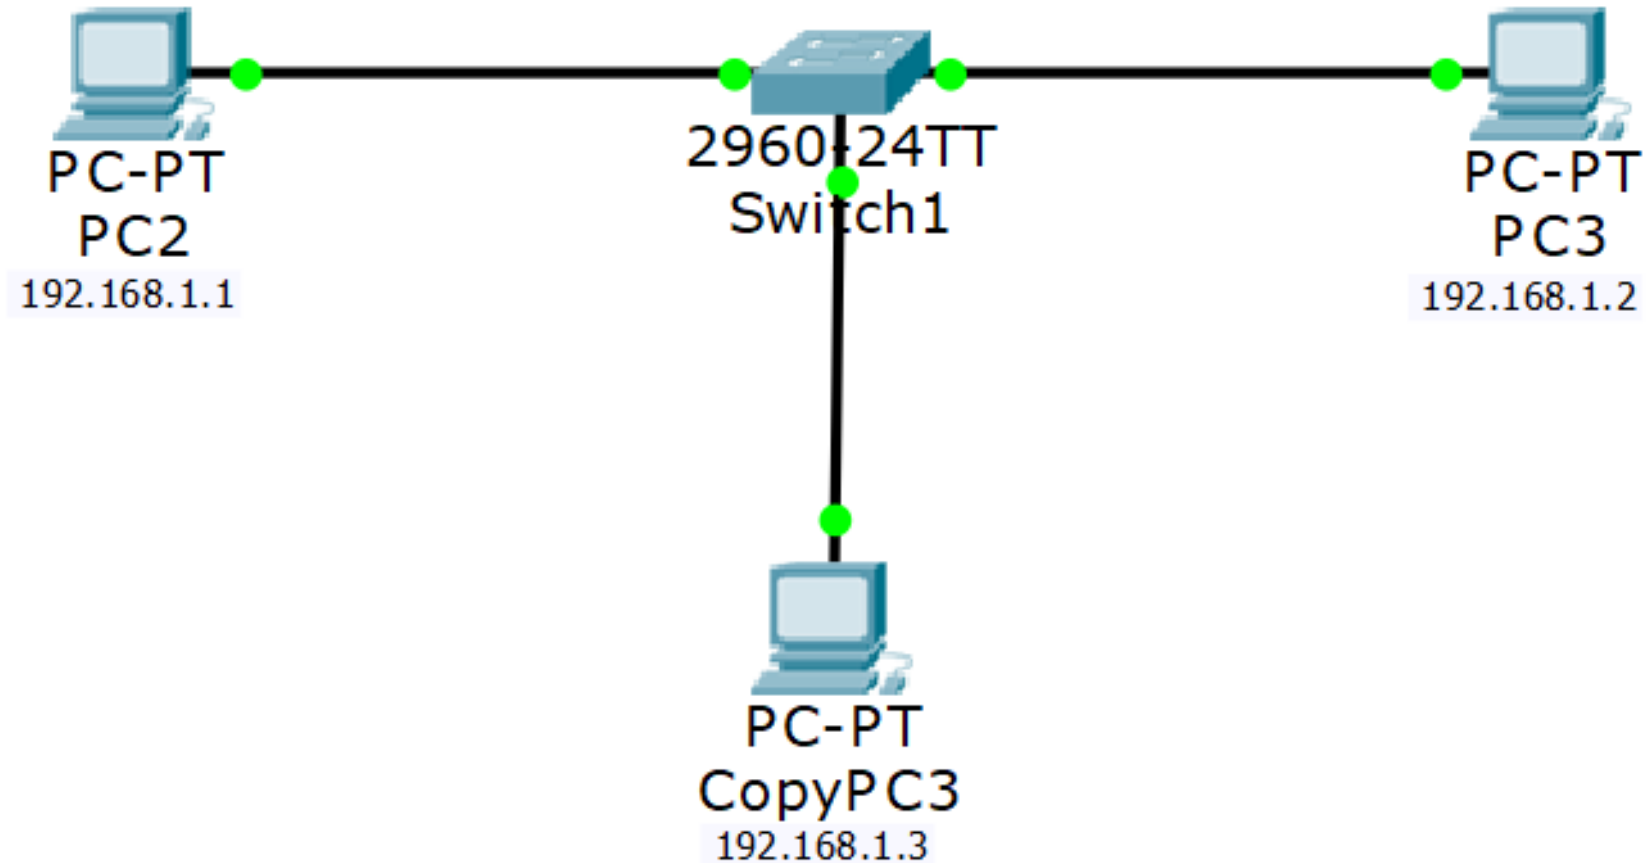 PC-PT
PC2
192.168.1.1
2960-24TT
Switch1
PC-PT
PC3
192.168.1.2
PC-PT
CopyPC3
192.168.1.3